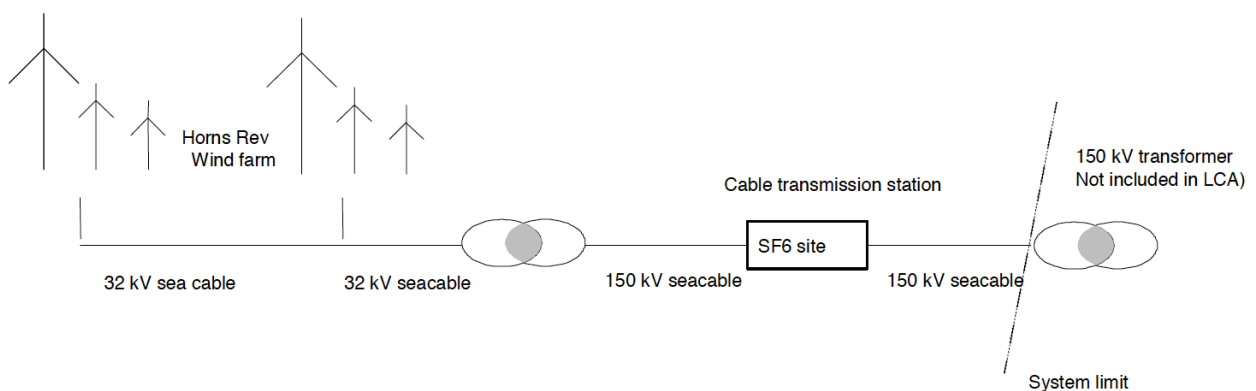 Horns Rev
Wind farm
150 kV transformer
Not included in LCA)
Cable transmission station
SF6 site
32 kV sea cable
32 kV seacable
150 kV seacable
150 kV seacable
System limit